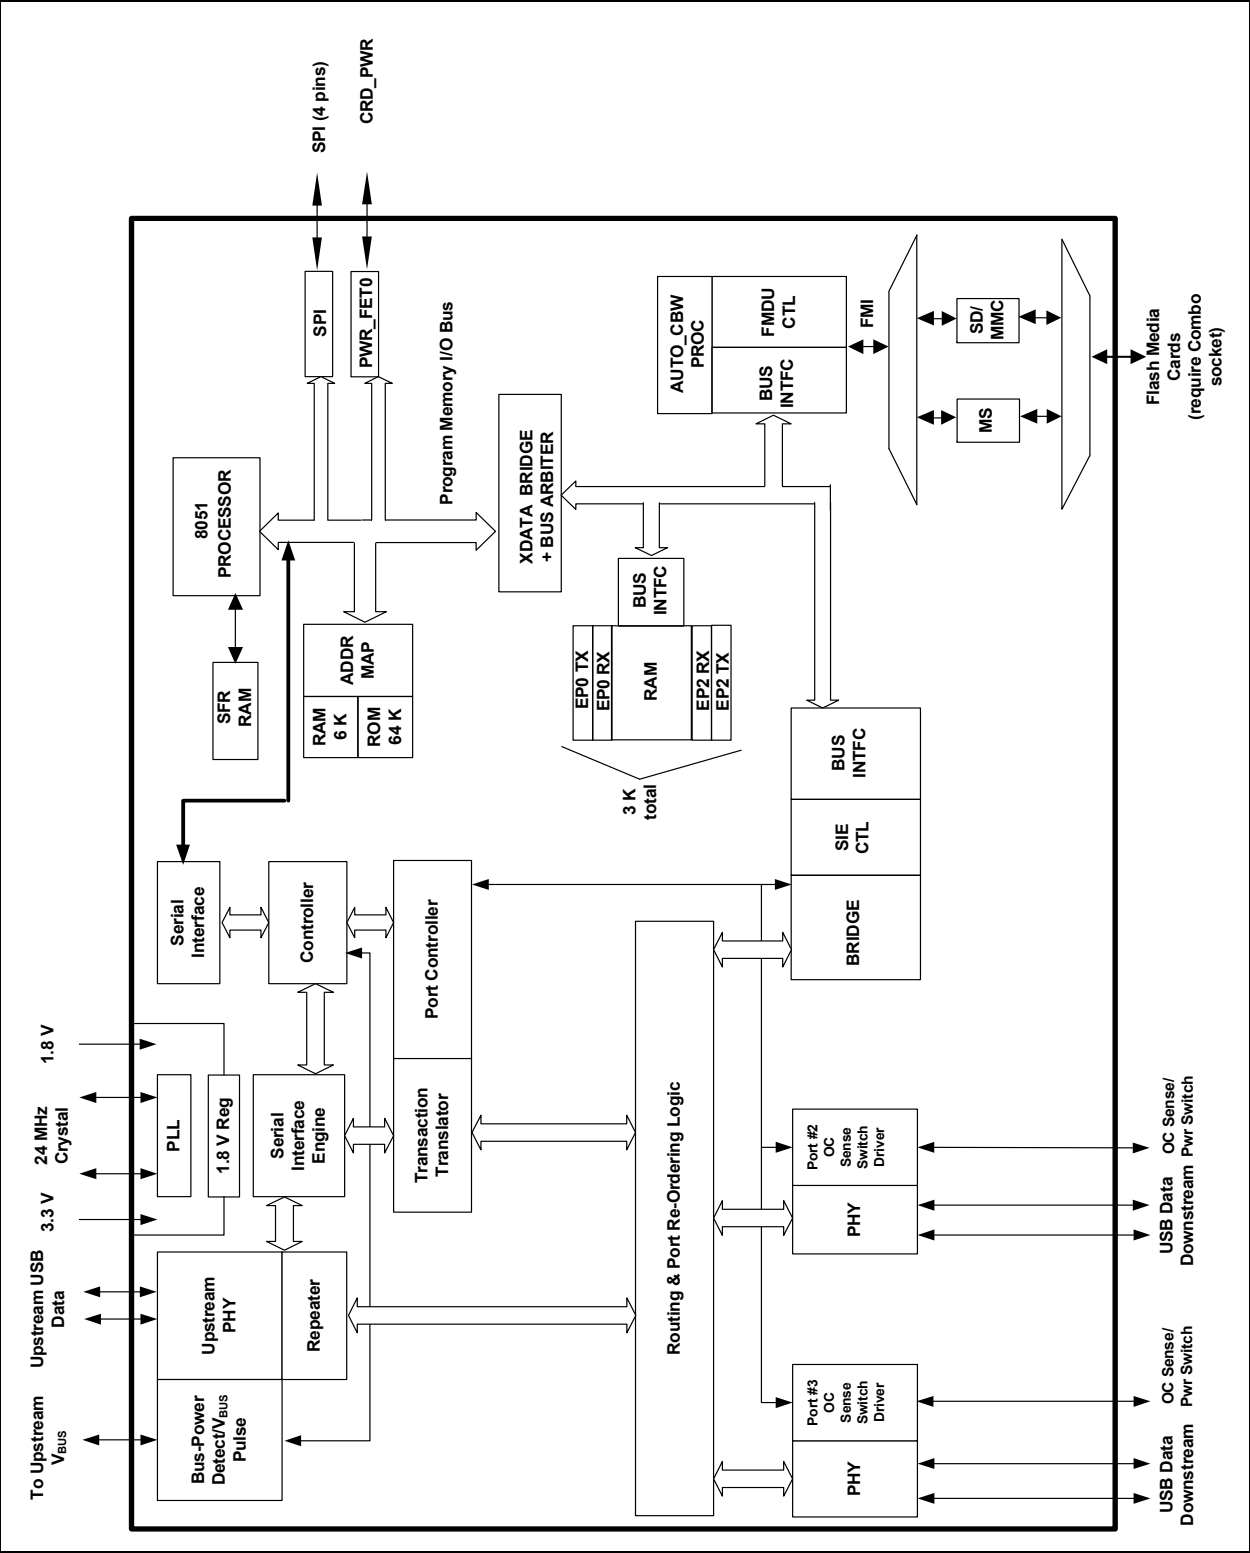 To Upstream
VBUS
Upstream USB
Data
3.3 V
24 MHz
Crystal
1.8 V
Bus-Power
Detect/VBUS
Pulse
Upstream
PHY
Repeater
PLL
1.8 V Reg
Serial
Interface
Engine
Serial
Interface
Controller
Transaction
Translator
Port Controller
SFR
RAM
8051
PROCESSOR
RAM
6 K
ROM
64 K
ADDR
MAP
SPI
PWR_FET0
SPI (4 pins)
CRD_PWR
Program Memory I/O Bus
XDATA BRIDGE
+ BUS ARBITER
3 K
total
EP0 TX
EP0 RX
RAM
EP2 RX
EP2 TX
BUS
INTFC
AUTO_CBW
PROC
BUS
INTFC
FMDU
CTL
FMI
Routing & Port Re-Ordering Logic
BRIDGE
SIE
CTL
BUS
INTFC
MS
SD/
MMC
PHY
Port #3
OC
Sense
Switch
Driver
PHY
Port #2
OC
Sense
Switch
Driver
USB Data
Downstream
OC Sense/
Pwr Switch
USB Data
Downstream
OC Sense/
Pwr Switch
Flash Media
Cards
(require Combo
socket)